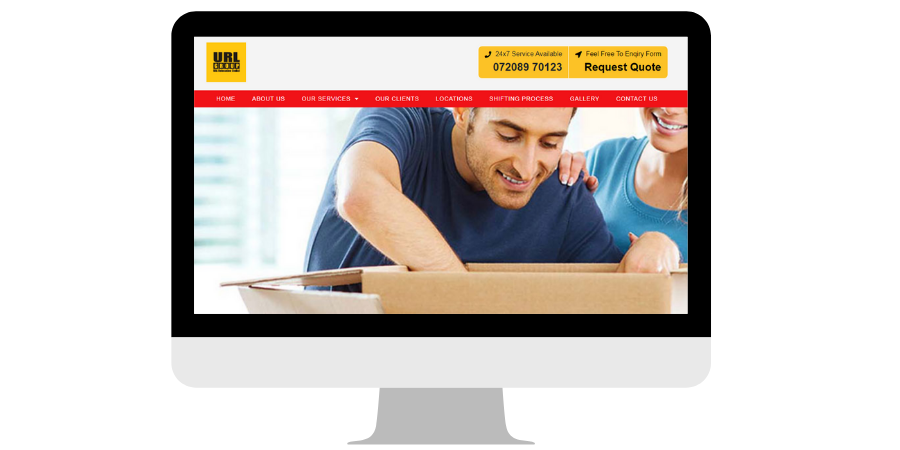 URL
GROUP
24x7 Service Available
072089 70123
Feel Free To Enqiry Form
Request Quote
HOME
ABOUT US
OUR SERVICES
OUR CLIENTS
LOCATIONS
SHIFTING PROCESS
GALLERY
CONTACT US